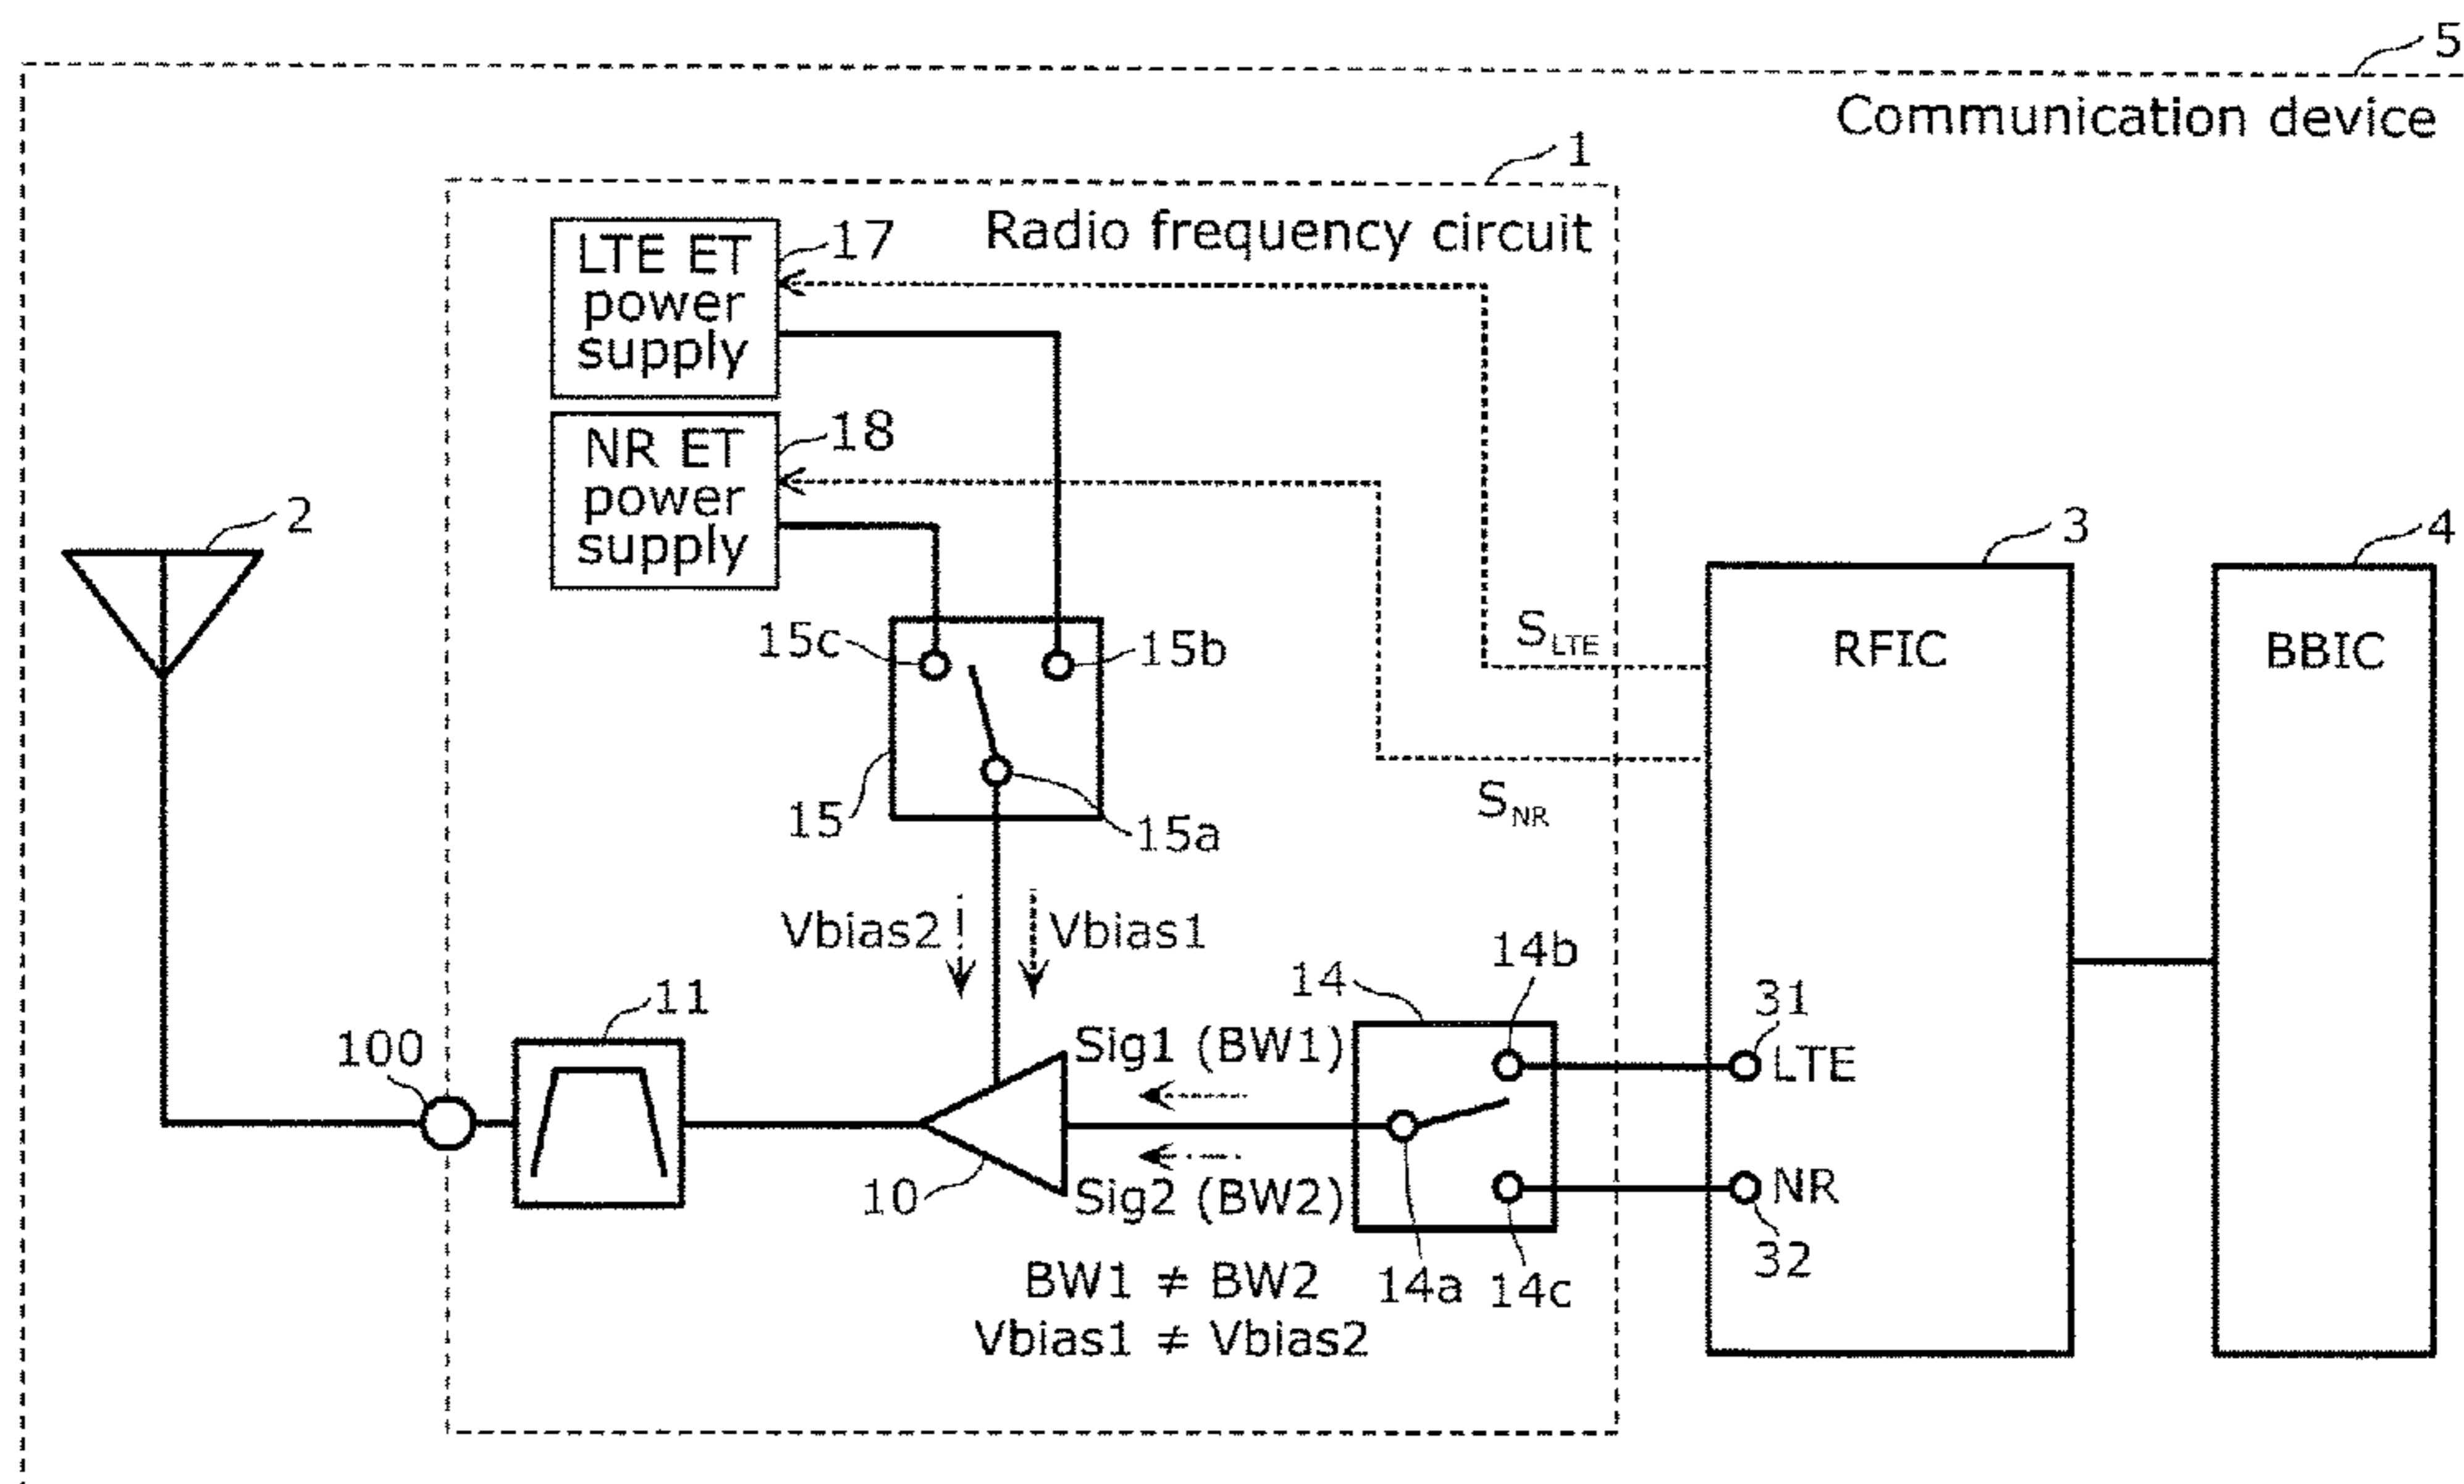 5
Communication device
1
Radio frequency circuit
LTE ET
power
supply
17
NR ET
power
supply
18
2
3
4
15c
15b
S LTE
RFIC
BBIC
15
15a
S NR
Vbias2
Vbias1
14
14b
31
11
100
Sig1 (BW1)
LTE
10
Sig2 (BW2)
NR
BW1 ≠ BW2
14a
14c
32
Vbias1 ≠ Vbias2